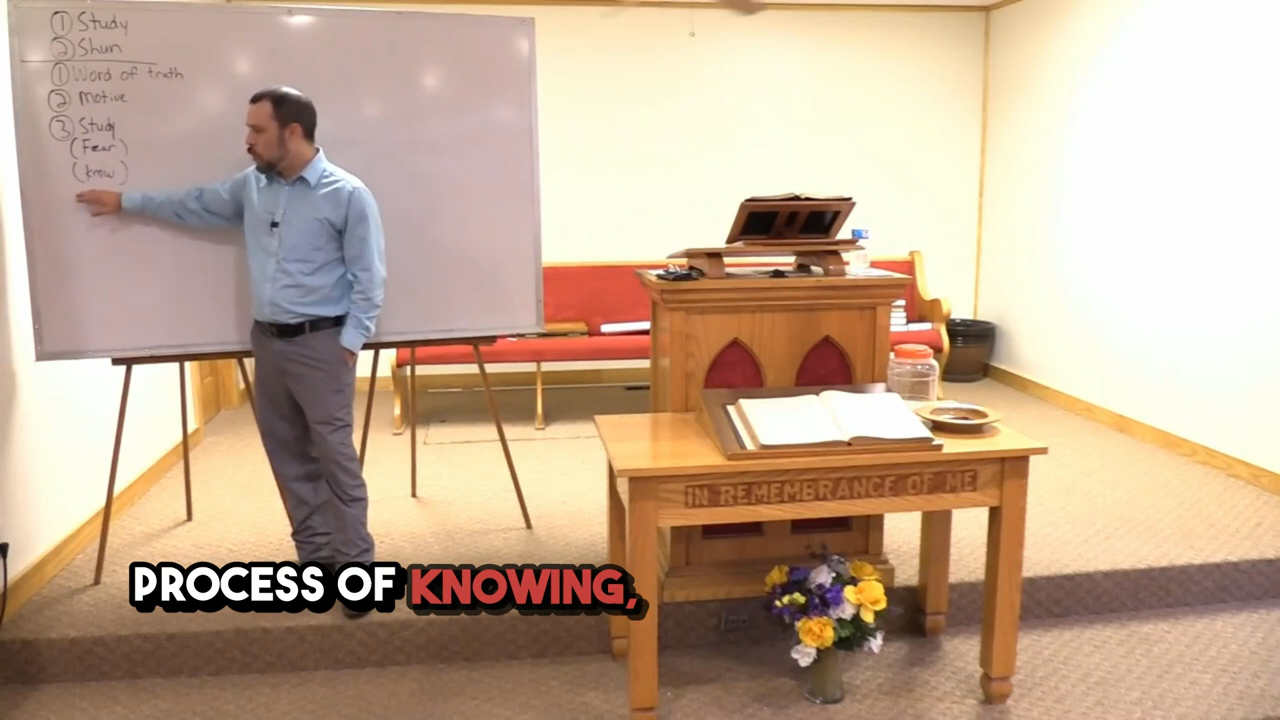 ① Study
② Shun
① Word of truth
② Motive
③ Study
(Fear)
(know)
IN REMEMBRANCE OF ME
PROCESS OF KNOWING,